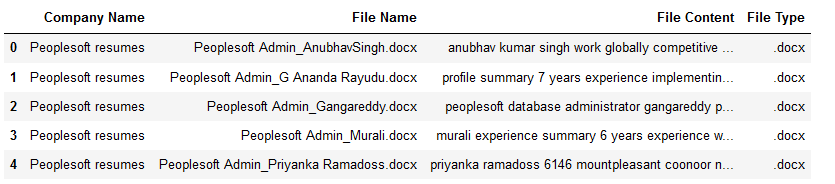 Company Name File Name File Content File Type
0 Peoplesoft resumes Peoplesoft Admin_AnubhavSingh.docx anubhav kumar singh work globally competitive ... .docx
1 Peoplesoft resumes Peoplesoft Admin_G Ananda Rayudu.docx profile summary 7 years experience implementin... .docx
2 Peoplesoft resumes Peoplesoft Admin_Gangareddy.docx peoplesoft database administrator gangareddy p... .docx
3 Peoplesoft resumes Peoplesoft Admin_Murali.docx murali experience summary 6 years experience w... .docx
4 Peoplesoft resumes Peoplesoft Admin_Priyanka Ramadoss.docx priyanka ramadoss 6146 mountpleasant coonoor n... .docx